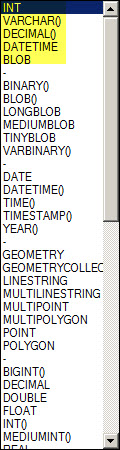 INT
VARCHAR()
DECIMAL()
DATETIME
BLOB
-
BINARY()
BLOB()
LONGBLOB
MEDIUMBLOB
TINYBLOB
VARBINARY()
-
DATE
DATETIME()
TIME()
TIMESTAMP()
YEAR()
-
GEOMETRY
GEOMETRYCOLLEC
LINESTRING
MULTILINESTRING
MULTIPOINT
MULTIPOLYGON
POINT
POLYGON
-
BIGINT()
DECIMAL
DOUBLE
FLOAT
INT()
MEDIUMINT()
REAL